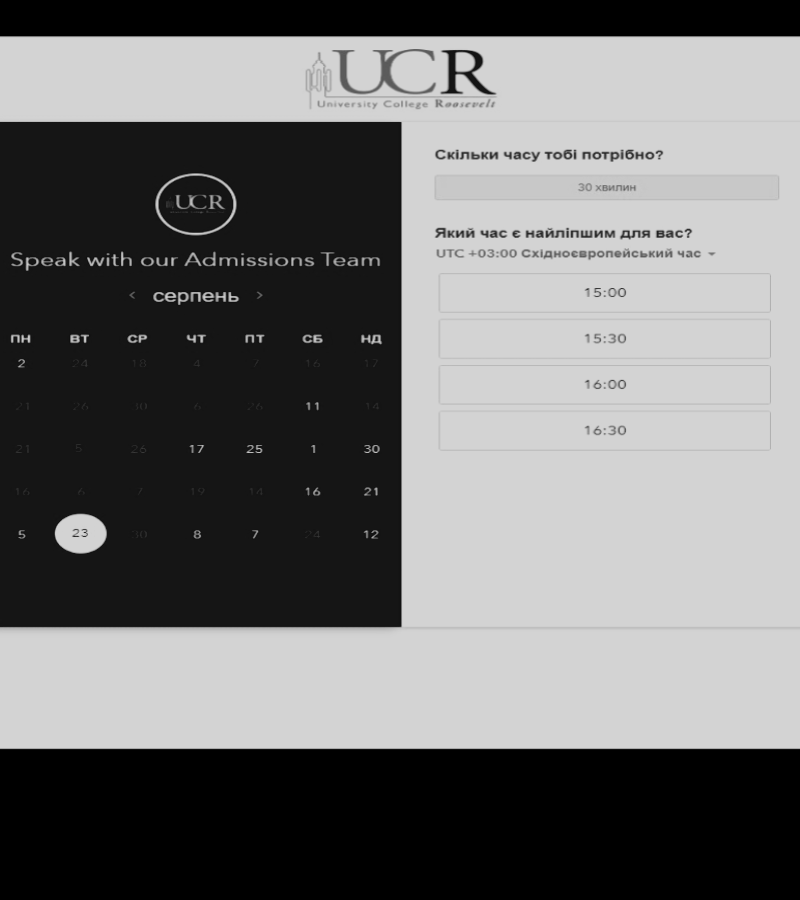 UCR
University College Roosevelt
UCR
Speak with our Admissions Team
серпень
ПН ВТ СР ЧТ ПТ СБ НД
2 24 18 4 7 16 17
21 26 30 6 26 11 14
21 5 26 17 25 1 30
16 6 7 19 14 16 21
5 23 30 8 7 24 12
Скільки часу тобі потрібно?
30 хвилин
Який час є найліпшим для вас?
UTC +03:00 Східноєвропейський час
15:00
15:30
16:00
16:30